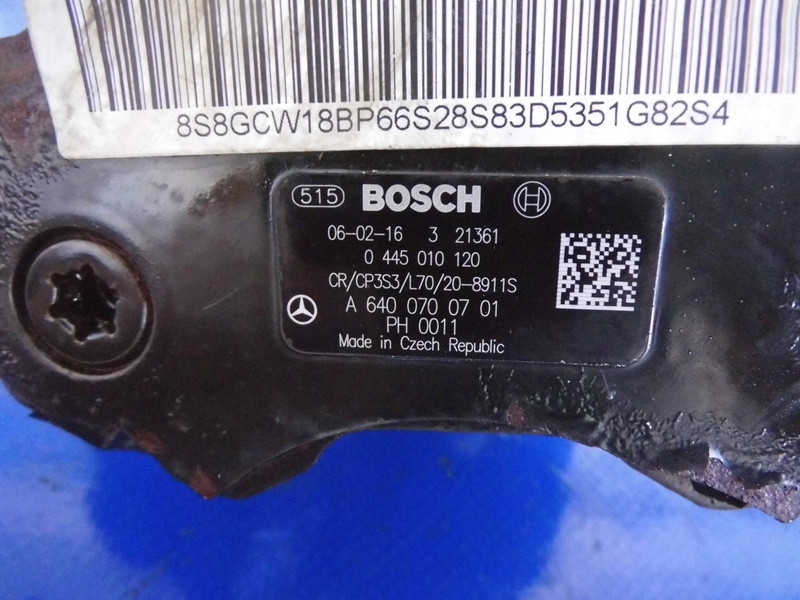 8S8GCW18BP66S28S83D5351G82S4
515 BOSCH
06-02-16 3 21361
0 445 010 120
CR/CP3S3/L70/20-8911S
A 640 070 07 01
PH 0011
Made in Czech Republic